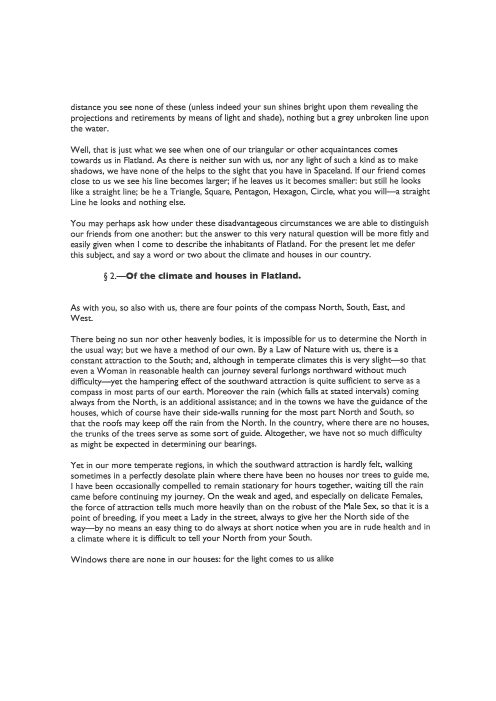 distance you see none of these (unless indeed your sun shines bright upon them revealing the
projections and retirements by means of light and shade), nothing but a grey unbroken line upon
the water.
Well, that is just what we see when one of our triangular or other acquaintances comes
towards us in Flatland. As there is neither sun with us, nor any light of such a kind as to make
shadows, we have none of the helps to the sight that you have in Spaceland. If our friend comes
close to us we see his line becomes larger; if he leaves us it becomes smaller: but still he looks
like a straight line; be he a Triangle, Square, Pentagon, Hexagon, Circle, what you will—a straight
Line he looks and nothing else.
You may perhaps ask how under these disadvantageous circumstances we are able to distinguish
our friends from one another: but the answer to this very natural question will be more fitly and
easily given when I come to describe the inhabitants of Flatland. For the present let me defer
this subject, and say a word or two about the climate and houses in our country.
§ 2.—Of the climate and houses in Flatland.
As with you, so also with us, there are four points of the compass North, South, East, and
West.
There being no sun nor other heavenly bodies, it is impossible for us to determine the North in
the usual way; but we have a method of our own. By a Law of Nature with us, there is a
constant attraction to the South; and, although in temperate climates this is very slight—so that
even a Woman in reasonable health can journey several furlongs northward without much
difficulty—yet the hampering effect of the southward attraction is quite sufficient to serve as a
compass in most parts of our earth. Moreover the rain (which falls at stated intervals) coming
always from the North, is an additional assistance; and in the towns we have the guidance of the
houses, which of course have their side-walls running for the most part North and South, so
that the roofs may keep off the rain from the North. In the country, where there are no houses,
the trunks of the trees serve as some sort of guide. Altogether, we have not so much difficulty
as might be expected in determining our bearings.
Yet in our more temperate regions, in which the southward attraction is hardly felt, walking
sometimes in a perfectly desolate plain where there have been no houses nor trees to guide me,
I have been occasionally compelled to remain stationary for hours together, waiting till the rain
came before continuing my journey. On the weak and aged, and especially on delicate Females,
the force of attraction tells much more heavily than on the robust of the Male Sex, so that it is a
point of breeding, if you meet a Lady in the street, always to give her the North side of the
way—by no means an easy thing to do always at short notice when you are in rude health and in
a climate where it is difficult to tell your North from your South.
Windows there are none in our houses: for the light comes to us alike